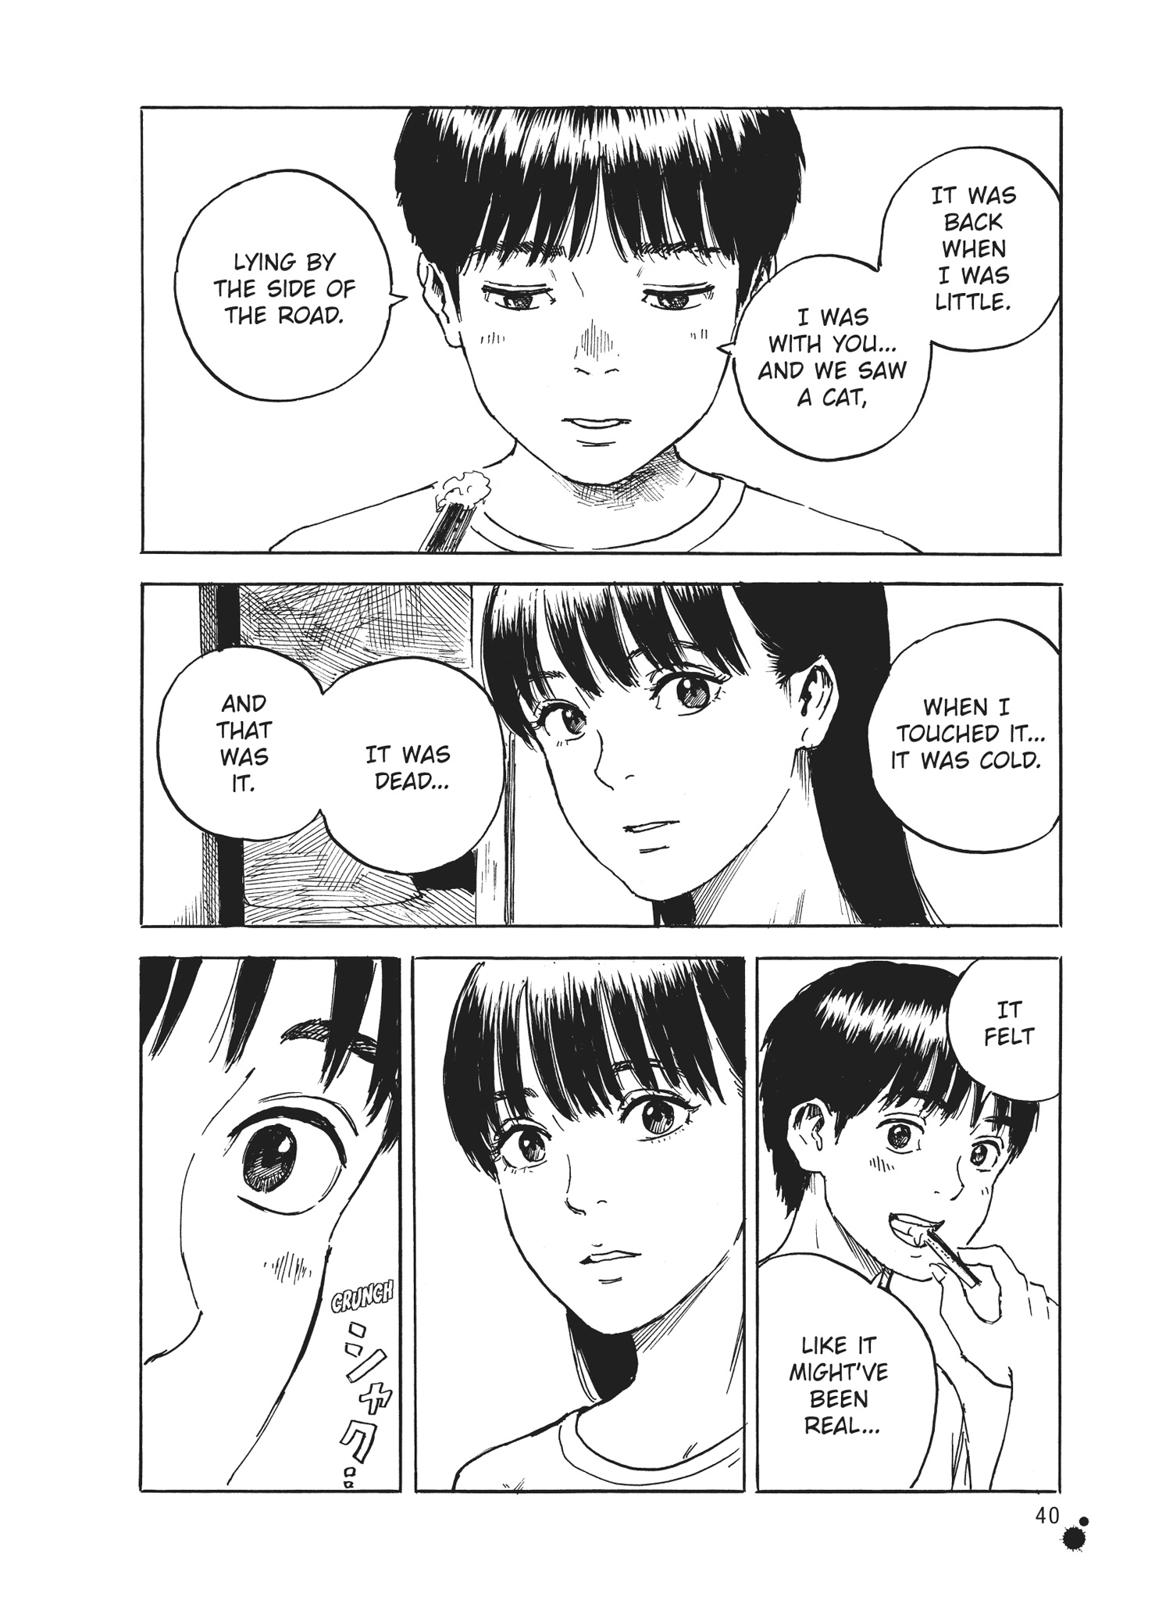 IT WAS
BACK
WHEN
I WAS
LITTLE.
I WAS
WITH YOU...
AND WE SAW
A CAT,
LYING BY
THE SIDE OF
THE ROAD.
WHEN I
TOUCHED IT...
IT WAS COLD.
IT WAS
DEAD...
AND
THAT
WAS
IT.
IT
FELT
LIKE IT
MIGHT'VE
BEEN
REAL...
CRUNCH
シャク
40